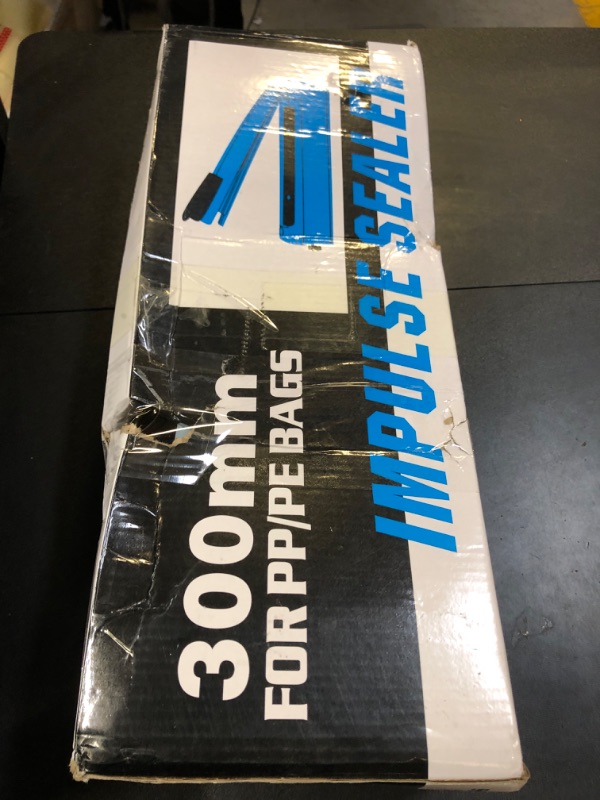 IMPULSE SEALER
300mm
FOR PP/PE BAGS